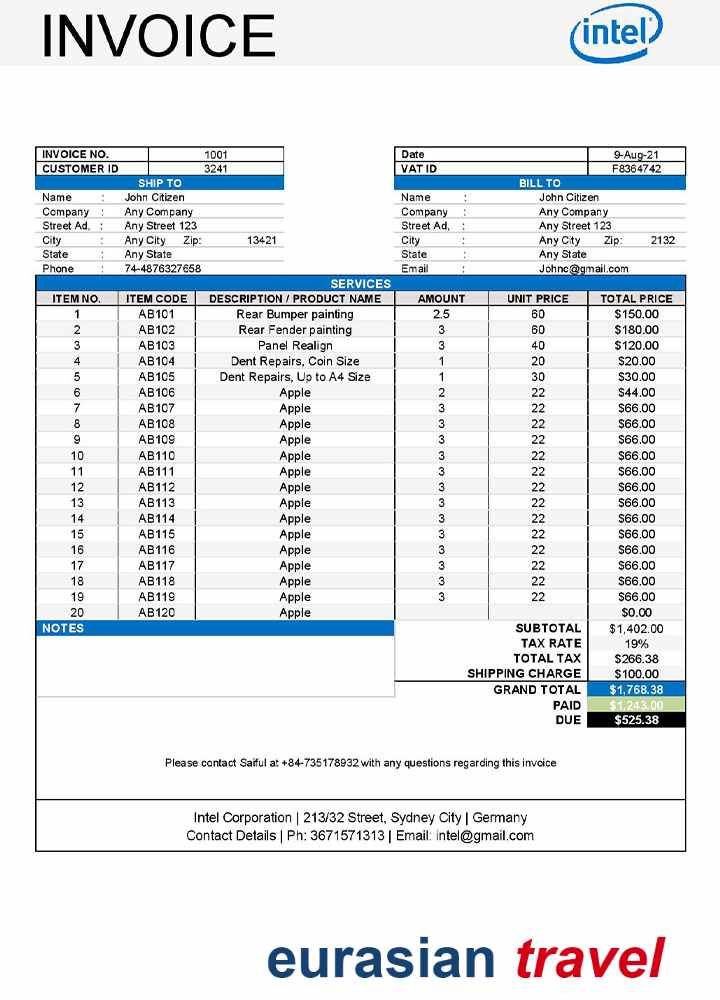 INVOICE
intel
INVOICE NO. 1001
Date 9-Aug-21
CUSTOMER ID 3241
VAT ID F8364742
SHIP TO
BILL TO
Name : John Citizen
Name : John Citizen
Company : Any Company
Company : Any Company
Street Ad, : Any Street 123
Street Ad, : Any Street 123
City : Any City Zip: 13421
City : Any City Zip: 2132
State : Any State
State : Any State
Phone : 74-4876327658
Email : Johnc@gmail.com
SERVICES
ITEM NO. ITEM CODE DESCRIPTION / PRODUCT NAME AMOUNT UNIT PRICE TOTAL PRICE
1 AB101 Rear Bumper painting 2.5 60 $150.00
2 AB102 Rear Fender painting 3 60 $180.00
3 AB103 Panel Realign 3 40 $120.00
4 AB104 Dent Repairs, Coin Size 1 20 $20.00
5 AB105 Dent Repairs, Up to A4 Size 1 30 $30.00
6 AB106 Apple 2 22 $44.00
7 AB107 Apple 3 22 $66.00
8 AB108 Apple 3 22 $66.00
9 AB109 Apple 3 22 $66.00
10 AB110 Apple 3 22 $66.00
11 AB111 Apple 3 22 $66.00
12 AB112 Apple 3 22 $66.00
13 AB113 Apple 3 22 $66.00
14 AB114 Apple 3 22 $66.00
15 AB115 Apple 3 22 $66.00
16 AB116 Apple 3 22 $66.00
17 AB117 Apple 3 22 $66.00
18 AB118 Apple 3 22 $66.00
19 AB119 Apple 3 22 $66.00
20 AB120 Apple $0.00
NOTES
SUBTOTAL $1,402.00
TAX RATE 19%
TOTAL TAX $266.38
SHIPPING CHARGE $100.00
GRAND TOTAL $1,768.38
PAID $1,243.00
DUE $525.38
Please contact Saiful at +84-735178932 with any questions regarding this invoice
Intel Corporation | 213/32 Street, Sydney City | Germany
Contact Details | Ph: 3671571313 | Email: intel@gmail.com
eurasian travel